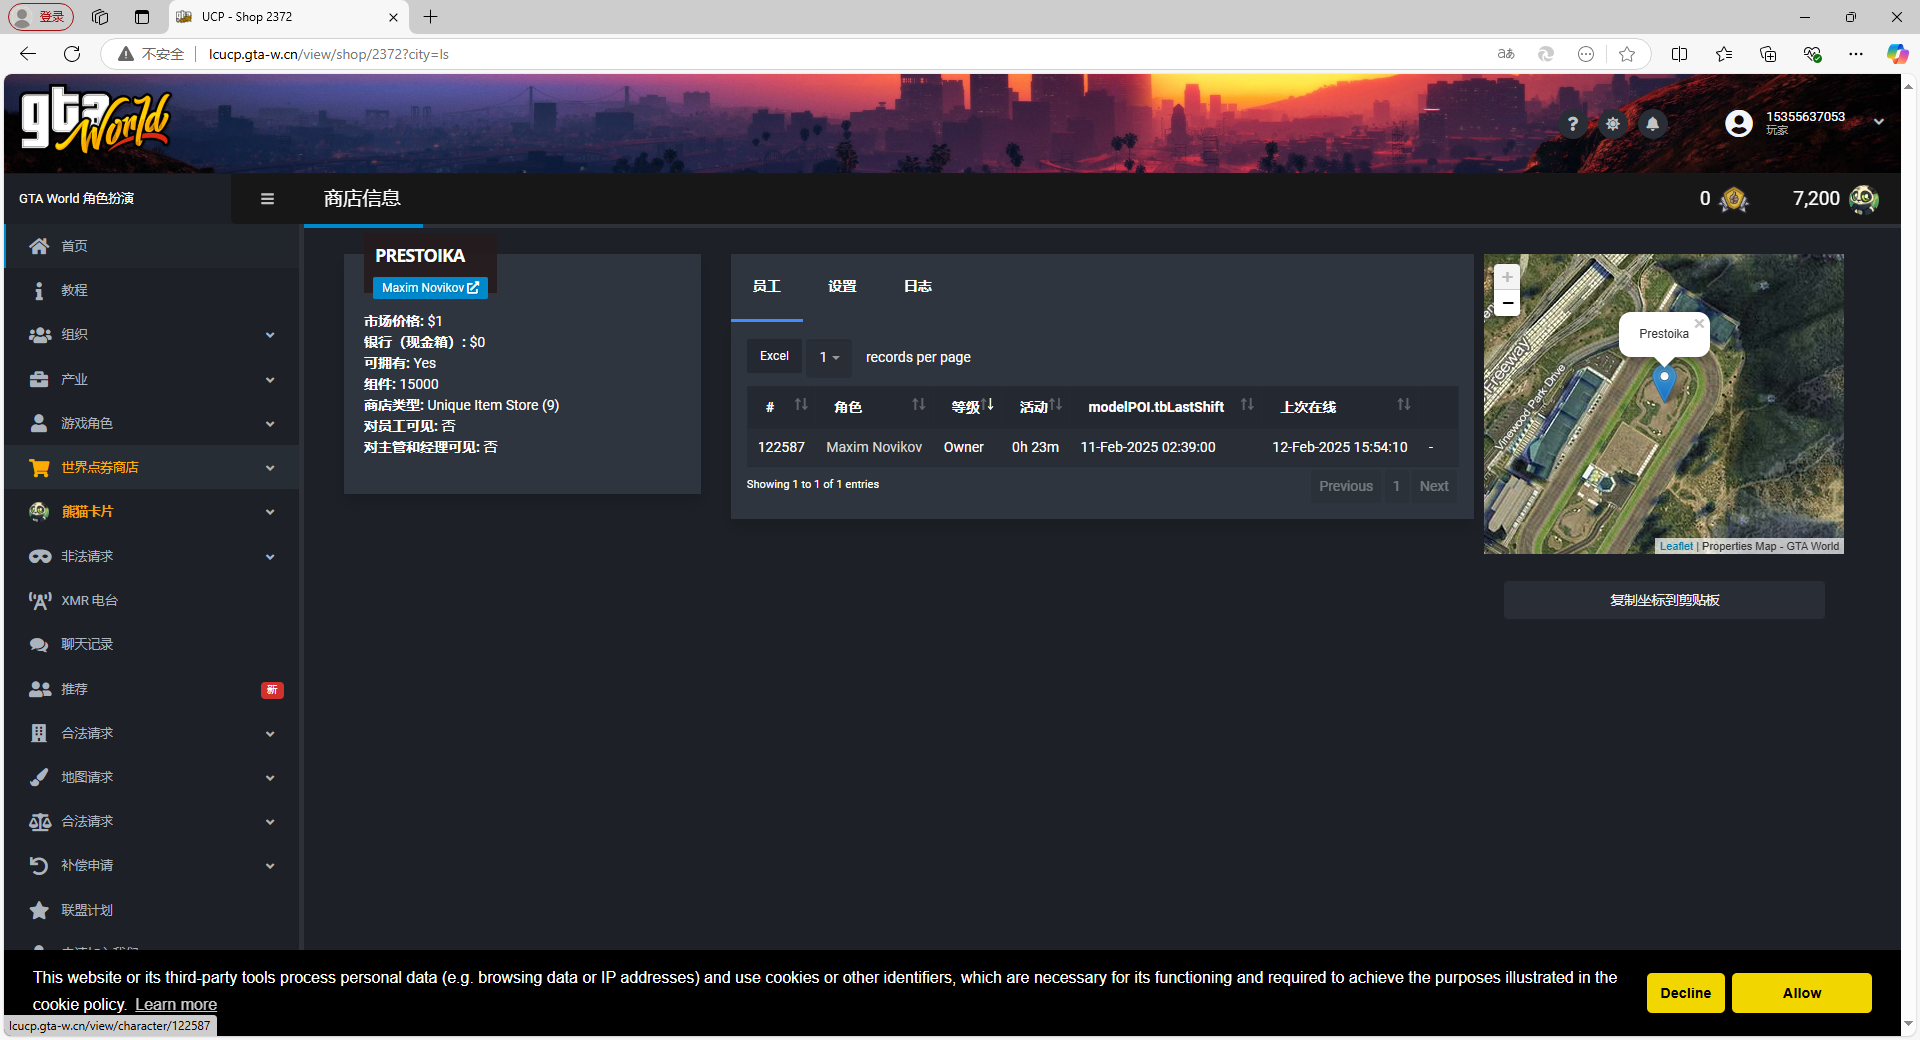 登录
UCP - Shop 2372
不安全
lcucp.gta-w.cn/view/shop/2372?city=ls
aあ
gta World
15355637053
玩家
GTA World 角色扮演
商店信息
0
7,200
首页
教程
组织
产业
游戏角色
世界点券商店
熊猫卡片
非法请求
XMR 电台
聊天记录
推荐
新
合法请求
地图请求
合法请求
补偿申请
联盟计划
PRESTOIKA
Maxim Novikov
市场价格: $1
银行（现金箱）: $0
可拥有: Yes
组件: 15000
商店类型: Unique Item Store (9)
对员工可见: 否
对主管和经理可见: 否
员工 设置 日志
Excel 1 records per page
# 角色 等级 活动 modelPOI.tbLastShift 上次在线
122587 Maxim Novikov Owner 0h 23m 11-Feb-2025 02:39:00 12-Feb-2025 15:54:10 -
Showing 1 to 1 of 1 entries
Previous 1 Next
+
−
Prestoika
×
Freeway
Vinewood Park Drive
Leaflet | Properties Map - GTA World
复制坐标到剪贴板
This website or its third-party tools process personal data (e.g. browsing data or IP addresses) and use cookies or other identifiers, which are necessary for its functioning and required to achieve the purposes illustrated in the
cookie policy. Learn more
Decline
Allow
lcucp.gta-w.cn/view/character/122587